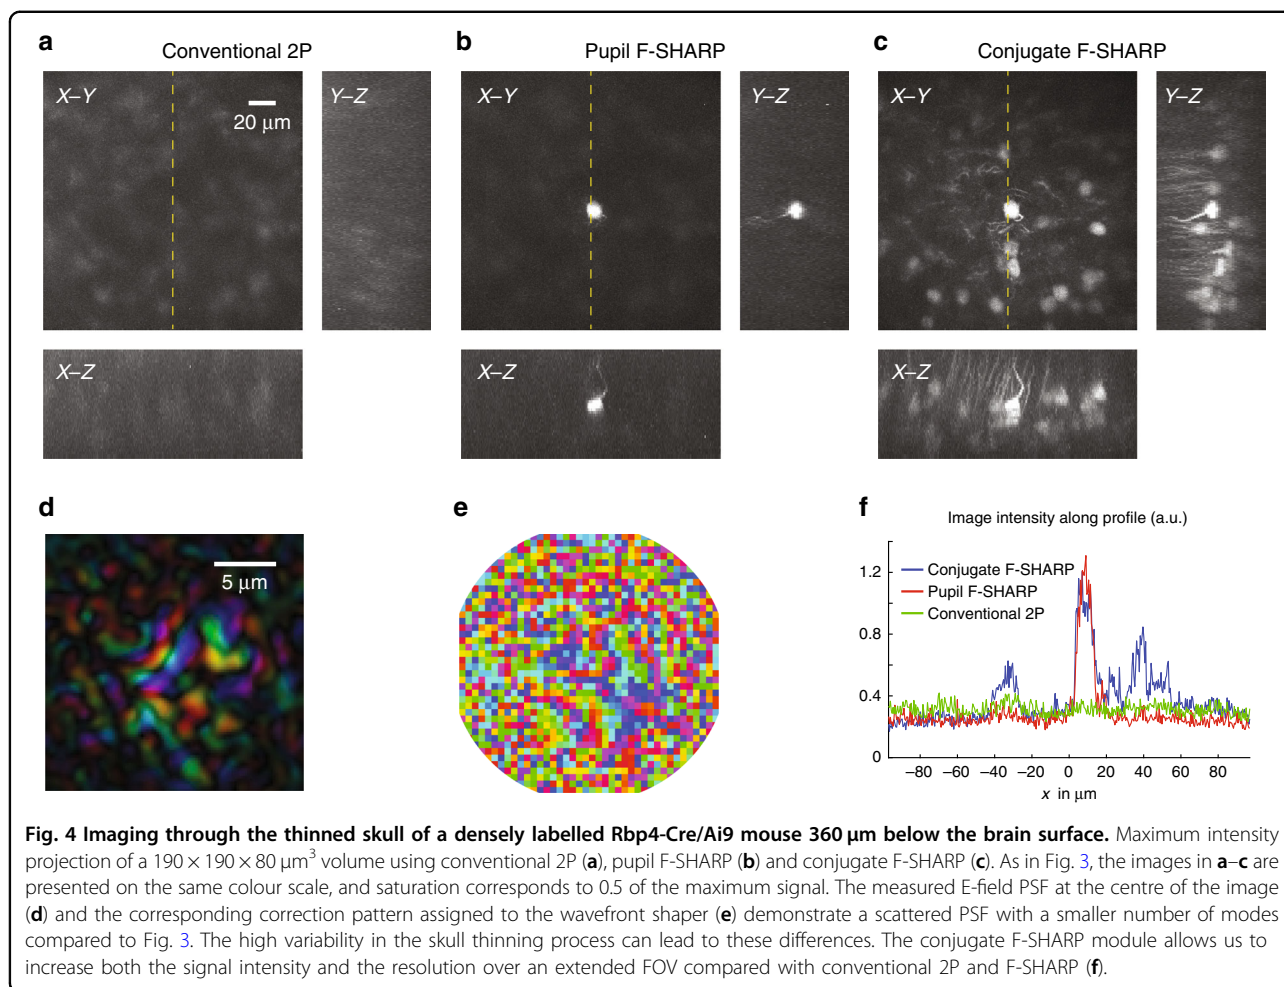 a
Conventional 2P
X–Y
20 µm
Y–Z
X–Z
b
Pupil F-SHARP
X–Y
Y–Z
X–Z
c
Conjugate F-SHARP
X–Y
Y–Z
X–Z
d
5 µm
e
f
Image intensity along profile (a.u.)
Conjugate F-SHARP
Pupil F-SHARP
Conventional 2P
1.2
0.8
0.4
0
−80 −60 −40 −20 0 20 40 60 80
x in µm
Fig. 4 Imaging through the thinned skull of a densely labelled Rbp4-Cre/Ai9 mouse 360 µm below the brain surface. Maximum intensity
projection of a 190 × 190 × 80 µm³ volume using conventional 2P (a), pupil F-SHARP (b) and conjugate F-SHARP (c). As in Fig. 3, the images in a–c are
presented on the same colour scale, and saturation corresponds to 0.5 of the maximum signal. The measured E-field PSF at the centre of the image
(d) and the corresponding correction pattern assigned to the wavefront shaper (e) demonstrate a scattered PSF with a smaller number of modes
compared to Fig. 3. The high variability in the skull thinning process can lead to these differences. The conjugate F-SHARP module allows us to
increase both the signal intensity and the resolution over an extended FOV compared with conventional 2P and F-SHARP (f).